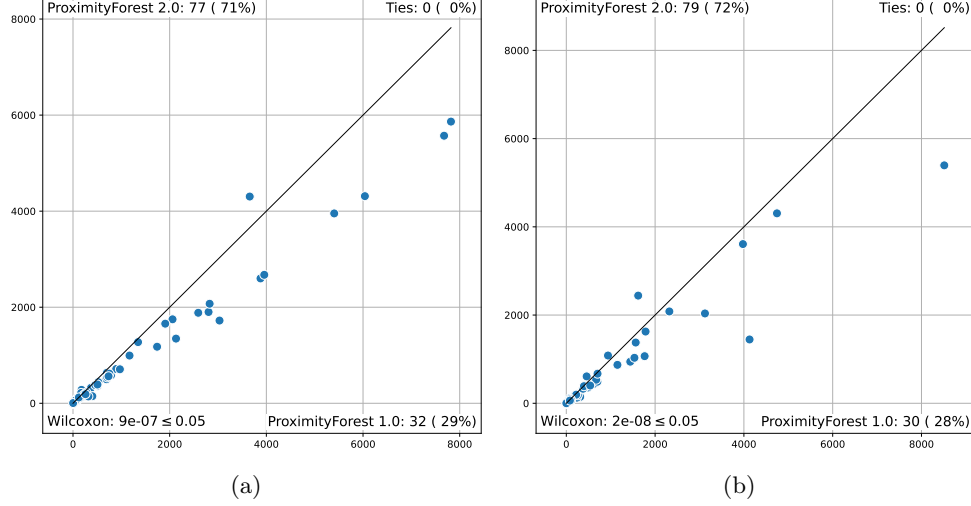 ProximityForest 2.0: 77 ( 71%) Ties: 0 (  0%)
8000
6000
4000
2000
0
Wilcoxon: 9e-07 ≤ 0.05 ProximityForest 1.0: 32 ( 29%)
0 2000 4000 6000 8000
(a)
ProximityForest 2.0: 79 ( 72%) Ties: 0 (  0%)
8000
6000
4000
2000
0
Wilcoxon: 2e-08 ≤ 0.05 ProximityForest 1.0: 30 ( 28%)
0 2000 4000 6000 8000
(b)